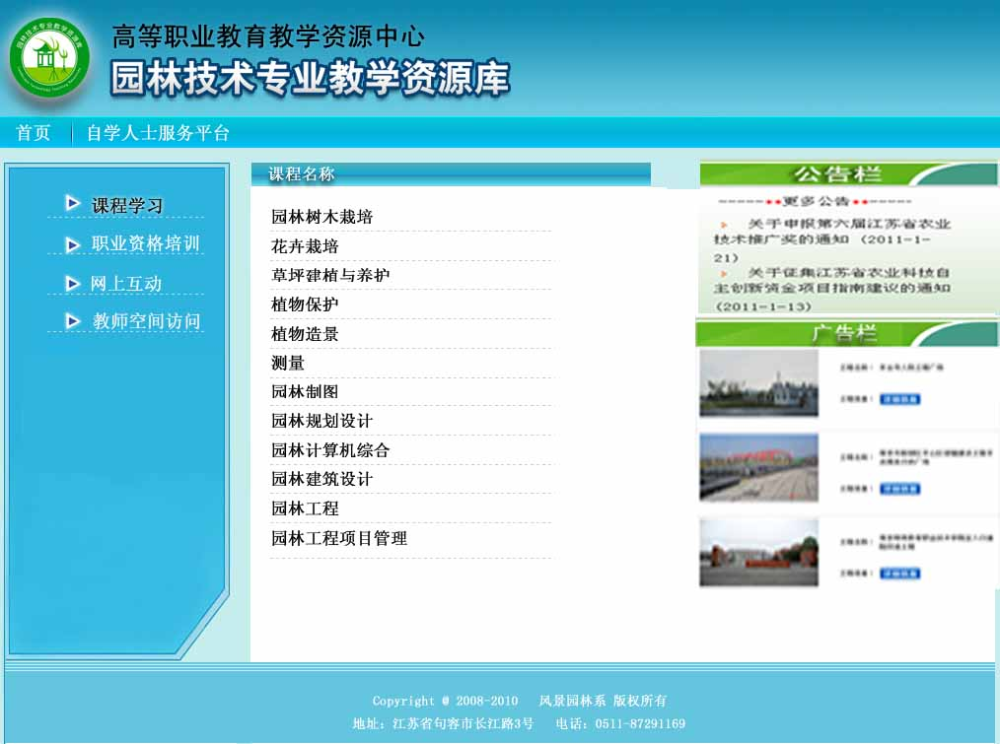 高等职业教育教学资源中心
园林技术专业教学资源库
首页 自学人士服务平台
课程学习
职业资格培训
网上互动
教师空间访问
课程名称
园林树木栽培
花卉栽培
草坪建植与养护
植物保护
植物造景
测量
园林制图
园林规划设计
园林计算机综合
园林建筑设计
园林工程
园林工程项目管理
公告栏
-----**更多公告**-----
关于申报第六届江苏省农业
技术推广奖的通知 (2011-1-
21)
关于征集江苏省农业科技自
主创新资金项目指南建议的通知
(2011-1-13)
广告栏
Copyright @ 2008-2010 风景园林系 版权所有
地址: 江苏省句容市长江路3号 电话: 0511-87291169